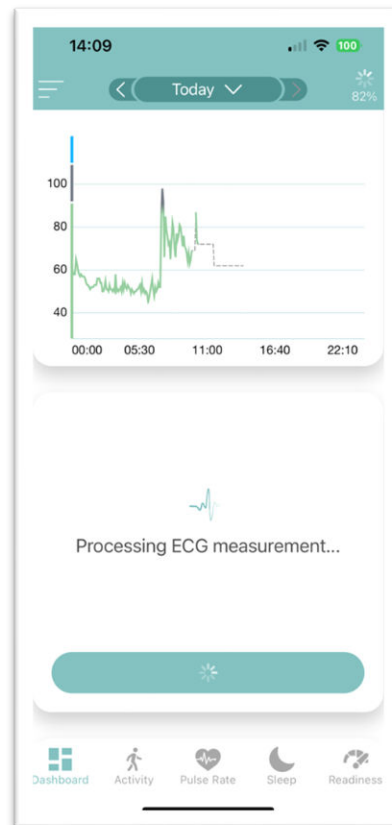 14:09
100
Today
82%
100
80
60
40
00:00 05:30 11:00 16:40 22:10
Processing ECG measurement...
Dashboard Activity Pulse Rate Sleep Readiness